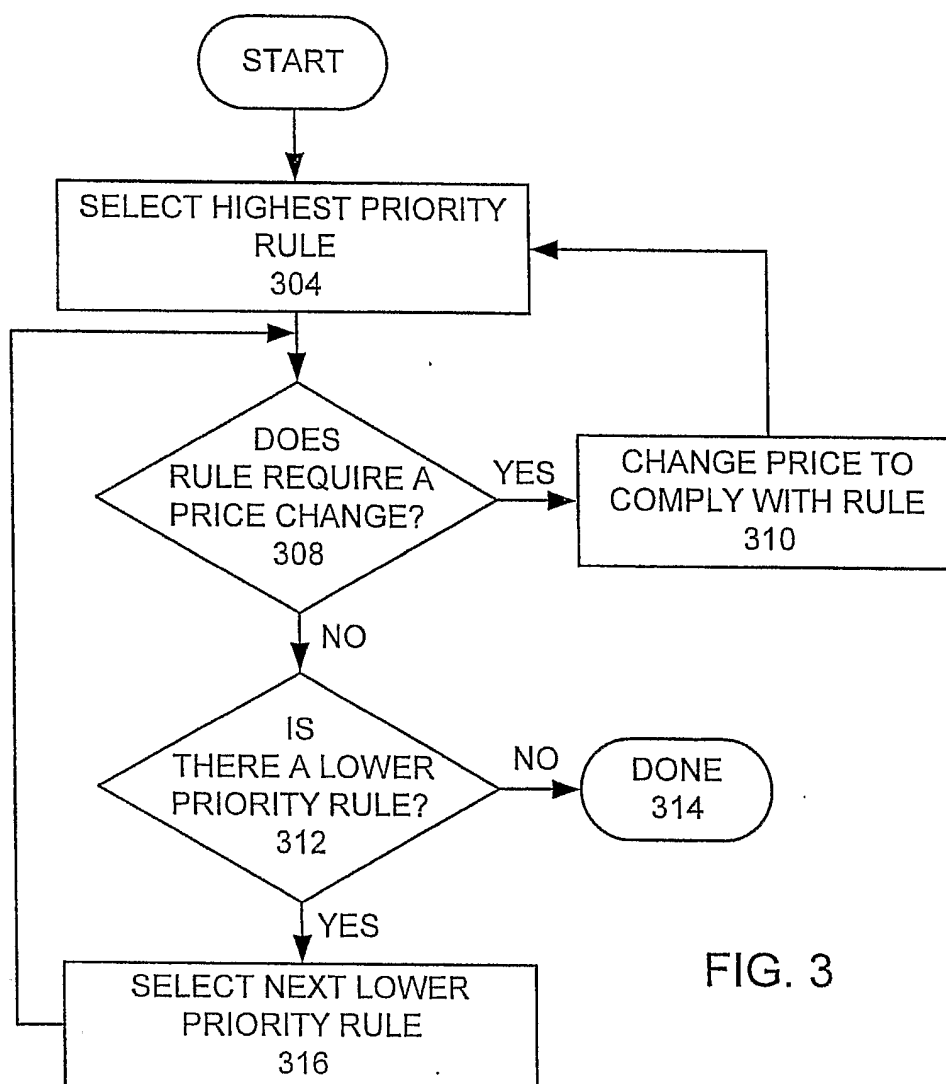 START
SELECT HIGHEST PRIORITY
RULE
304
DOES
RULE REQUIRE A
PRICE CHANGE?
308
YES
CHANGE PRICE TO
COMPLY WITH RULE
310
NO
IS
THERE A LOWER
PRIORITY RULE?
312
NO
DONE
314
YES
SELECT NEXT LOWER
PRIORITY RULE
316
FIG. 3